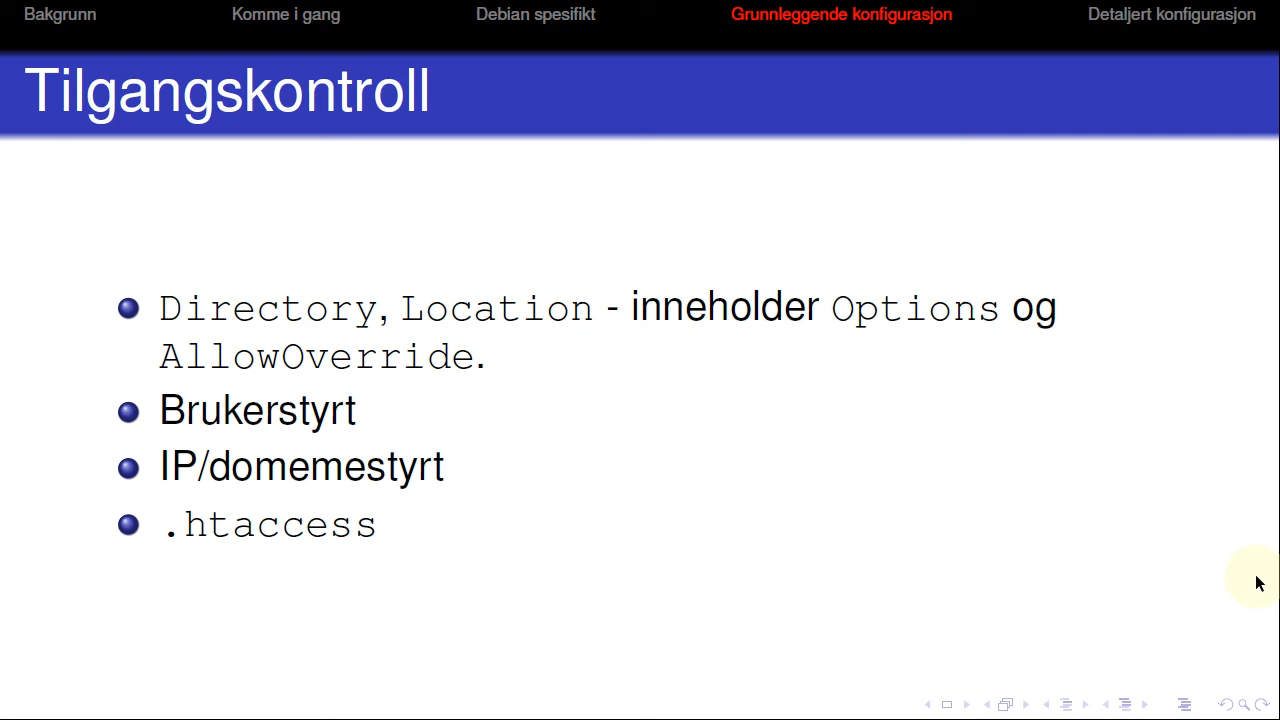 Bakgrunn Komme i gang Debian spesifikt Grunnleggende konfigurasjon Detaljert konfigurasjon
Tilgangskontroll
Directory, Location - inneholder Options og
AllowOverride.
Brukerstyrt
IP/domemestyrt
.htaccess